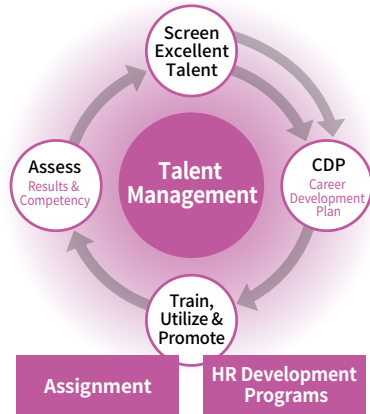 Screen
Excellent
Talent
Assess
Results &
Competency
Talent
Management
CDP
Career
Development
Plan
Train,
Utilize &
Promote
Assignment
HR Development
Programs